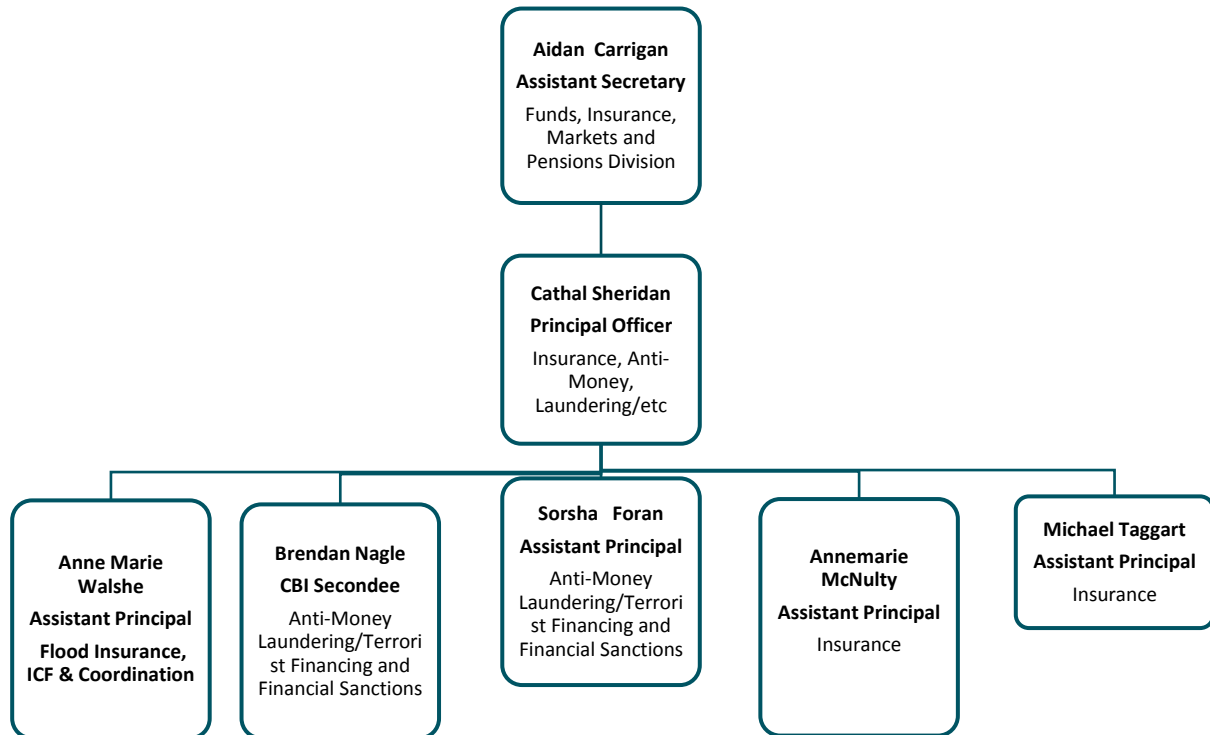 Aidan Carrigan
Assistant Secretary
Funds, Insurance,
Markets and
Pensions Division
Cathal Sheridan
Principal Officer
Insurance, Anti-
Money,
Laundering/etc
Anne Marie
Walshe
Assistant Principal
Flood Insurance,
ICF & Coordination
Brendan Nagle
CBI Secondee
Anti-Money
Laundering/Terrori
st Financing and
Financial Sanctions
Sorsha Foran
Assistant Principal
Anti-Money
Laundering/Terrori
st Financing and
Financial Sanctions
Annemarie
McNulty
Assistant Principal
Insurance
Michael Taggart
Assistant Principal
Insurance